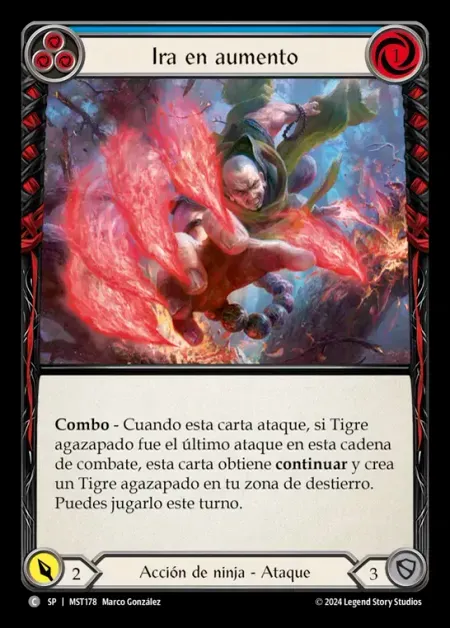 Ira en aumento
1
Combo - Cuando esta carta ataque, si Tigre
agazapado fue el último ataque en esta cadena
de combate, esta carta obtiene continuar y crea
un Tigre agazapado en tu zona de destierro.
Puedes jugarlo este turno.
2
Acción de ninja - Ataque
3
C SP | MST178 Marco González
© 2024 Legend Story Studios